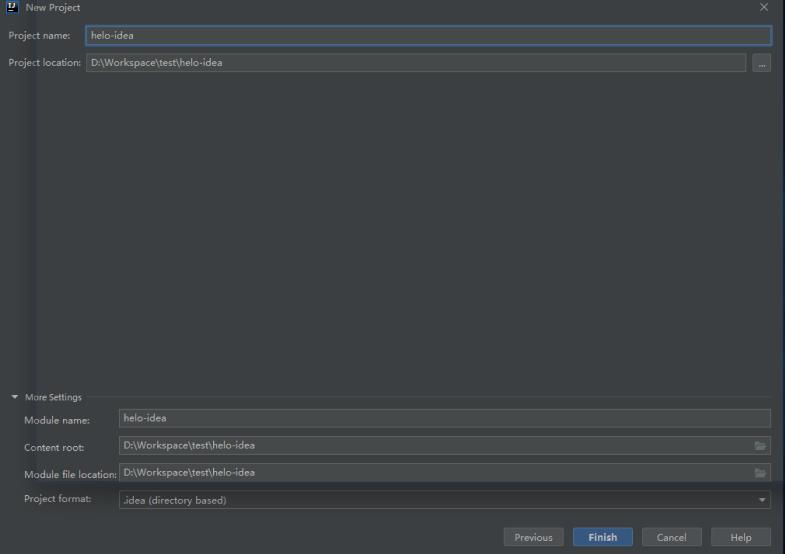 IJ New Project
Project name: helo-idea
Project location: D:\Workspace\test\helo-idea ...
More Settings
Module name: helo-idea
Content root: D:\Workspace\test\helo-idea
Module file location: D:\Workspace\test\helo-idea
Project format: .idea (directory based)
Previous Finish Cancel Help